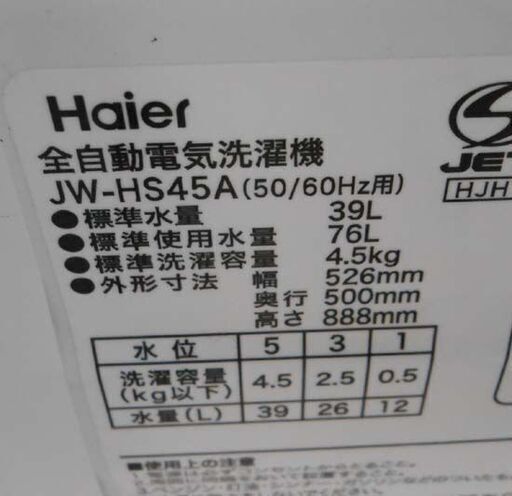 Haier
全自動電気洗濯機
JW-HS45A(50/60Hz用)
●標準水量 39L
●標準使用水量 76L
●標準洗濯容量 4.5kg
●外形寸法 幅 526mm
奥行 500mm
高さ 888mm
水位 5 3 1
洗濯容量(kg以下) 4.5 2.5 0.5
水量(L) 39 26 12
JET
HJH
■使用上の注意